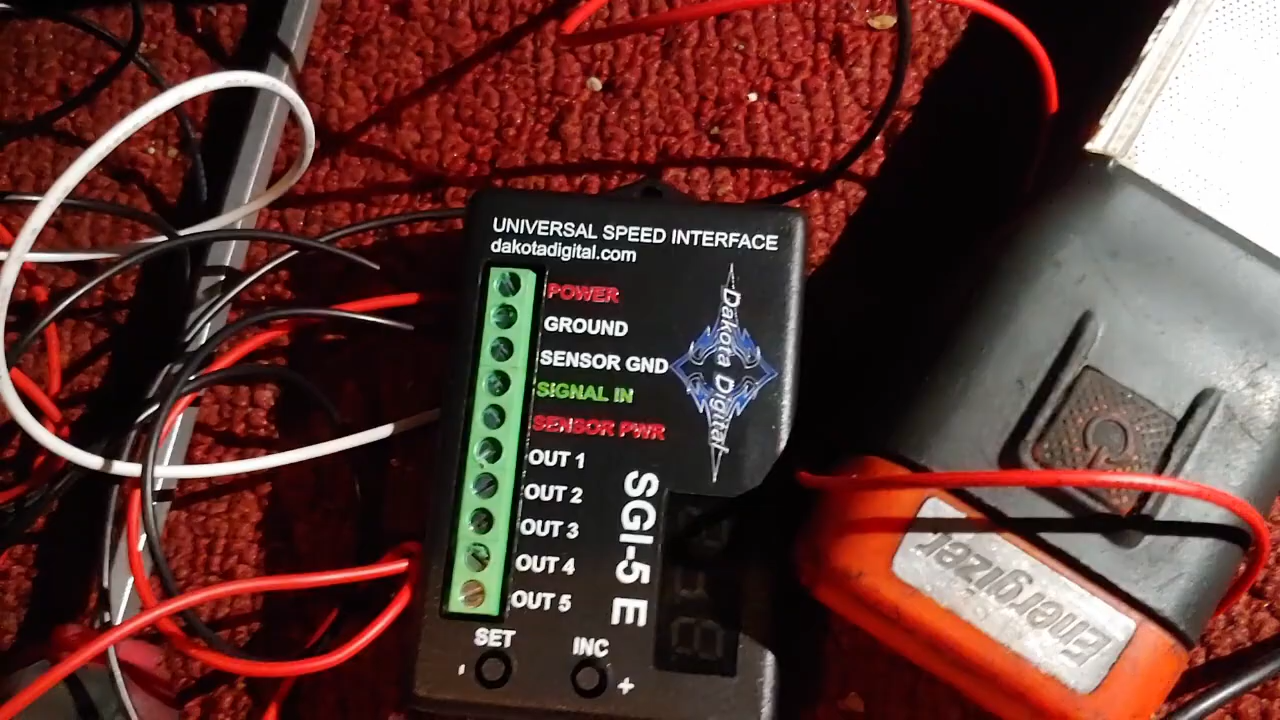 UNIVERSAL SPEED INTERFACE
dakotadigital.com
POWER
GROUND
SENSOR GND
SIGNAL IN
SENSOR PWR
OUT 1
OUT 2
OUT 3
OUT 4
OUT 5
Dakota Digital
SGI-5 E
SET
INC
- +
Energizer